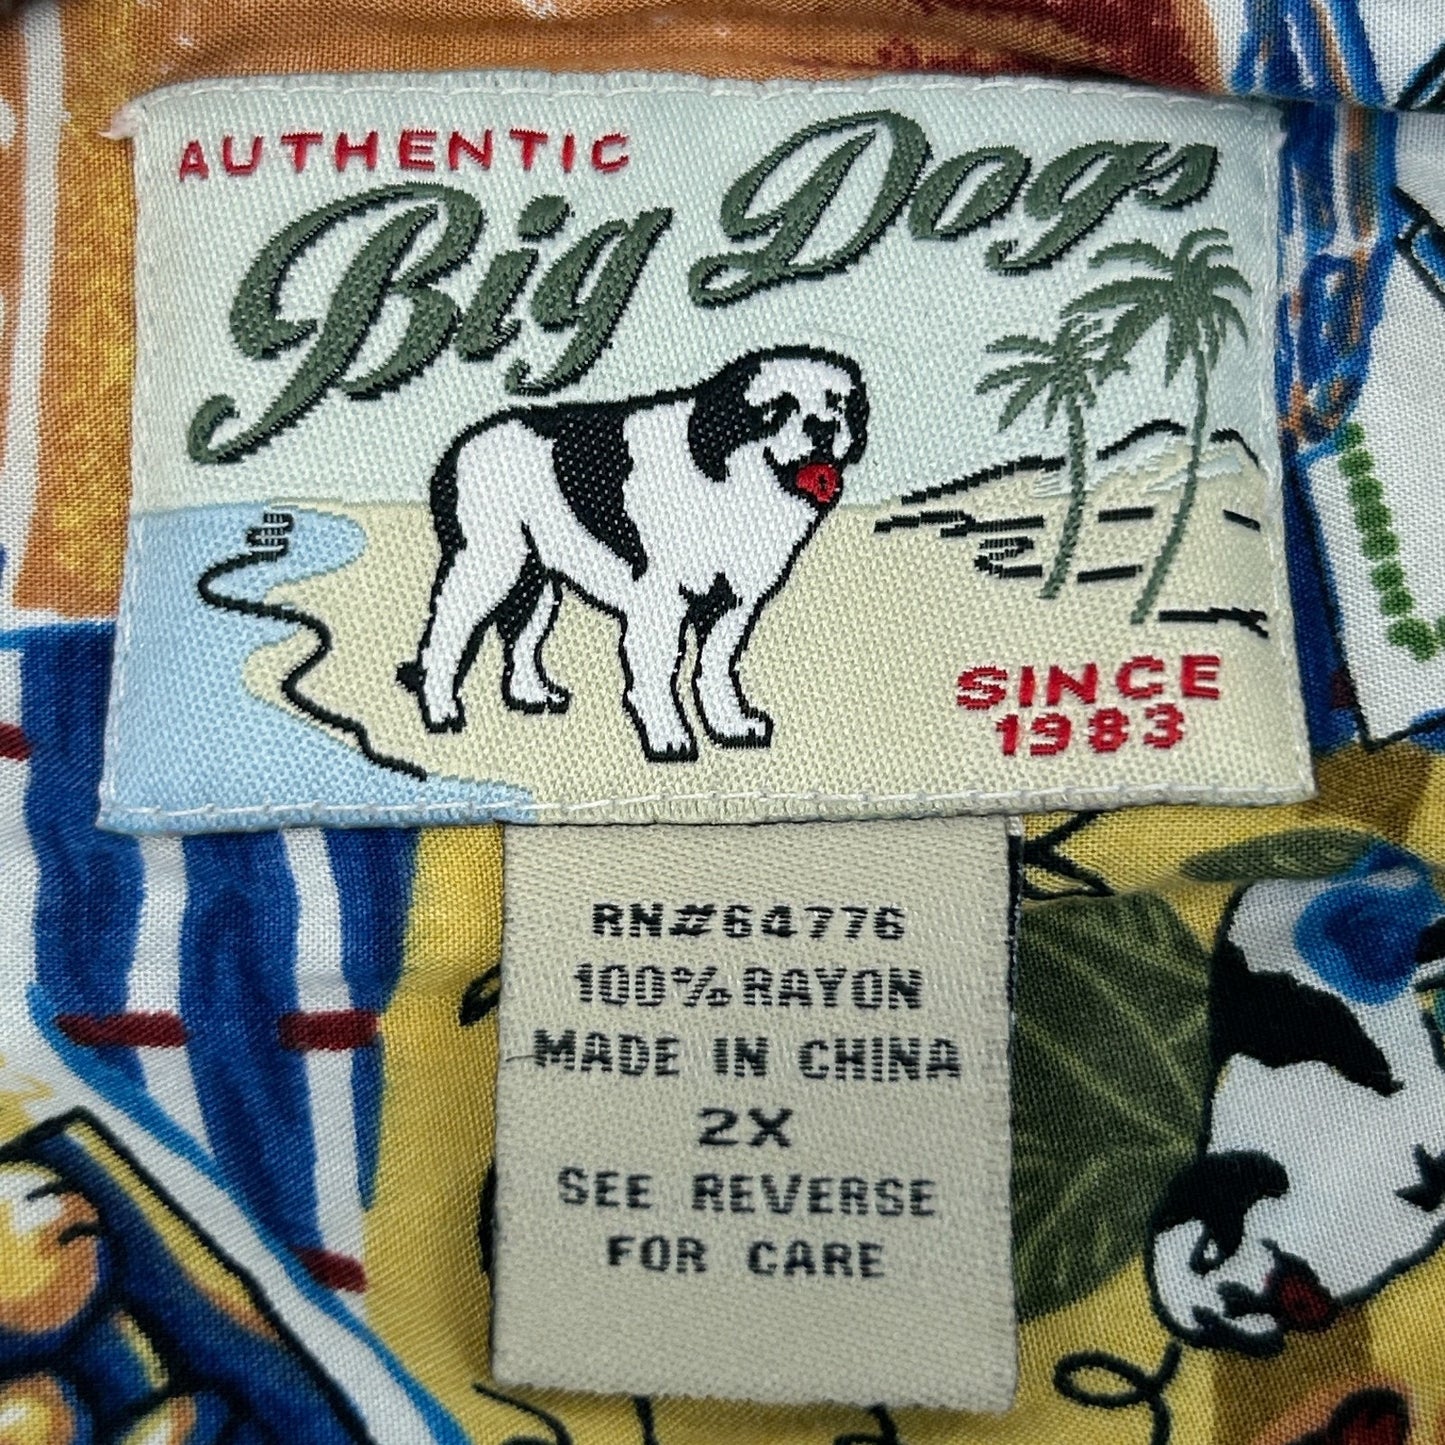 AUTHENTIC
Big Dogs
SINCE
1983
RN#64776
100% RAYON
MADE IN CHINA
2X
SEE REVERSE
FOR CARE